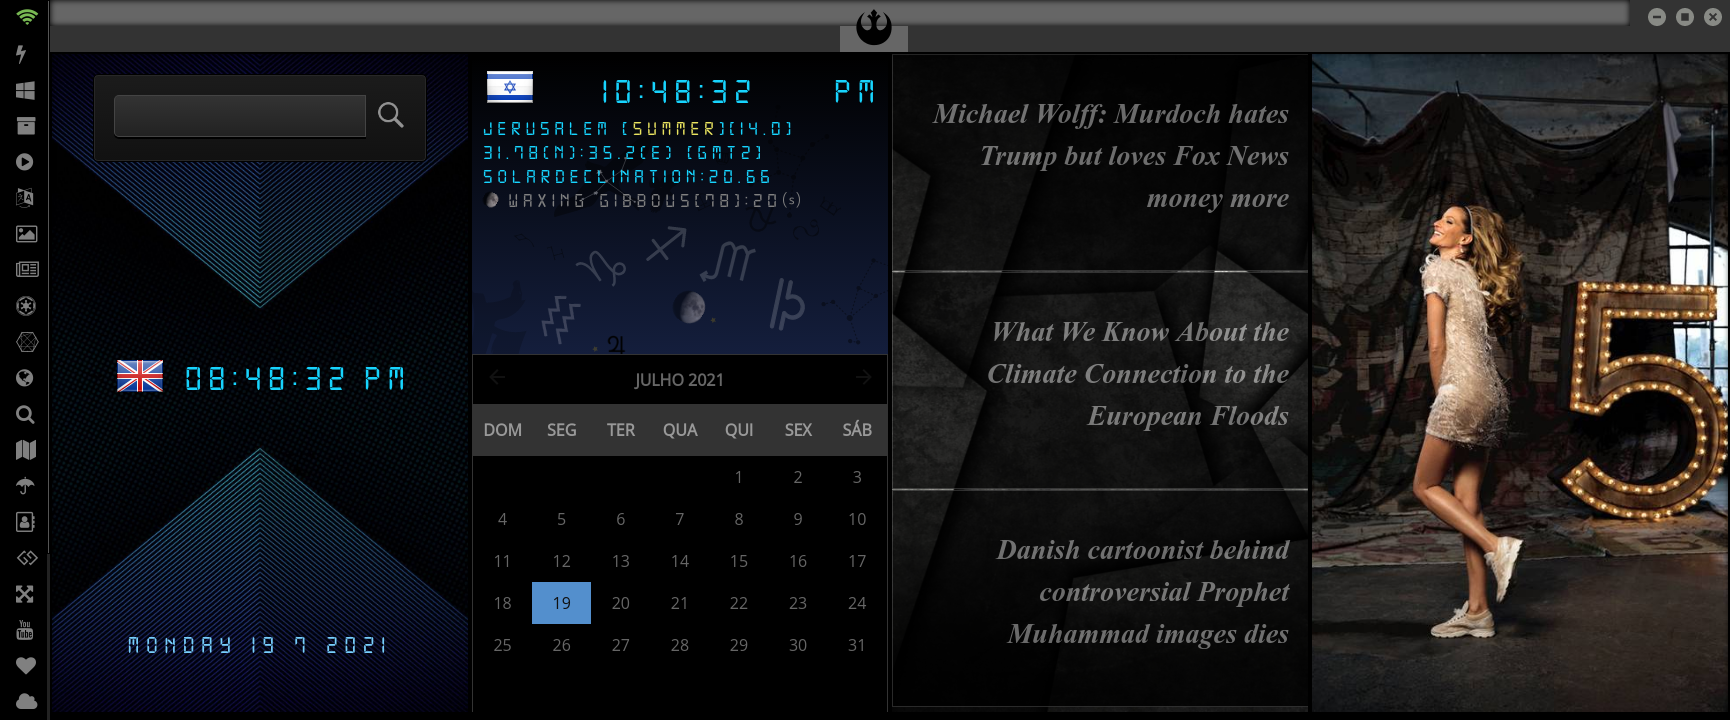 08:48:32 PM
MONDAY 19 7 2021
10:48:32 PM
JERUSALEM (SUMMER)(14.0)
31.78(N):35.2(E) (GMT2)
SOLARDECLINATION:20.66
WAXING GIBBOUS(78):20(s)
JULHO 2021
DOM SEG TER QUA QUI SEX SÁB
1 2 3
4 5 6 7 8 9 10
11 12 13 14 15 16 17
18 19 20 21 22 23 24
25 26 27 28 29 30 31
Michael Wolff: Murdoch hates
Trump but loves Fox News
money more
What We Know About the
Climate Connection to the
European Floods
Danish cartoonist behind
controversial Prophet
Muhammad images dies
5
You
Tube